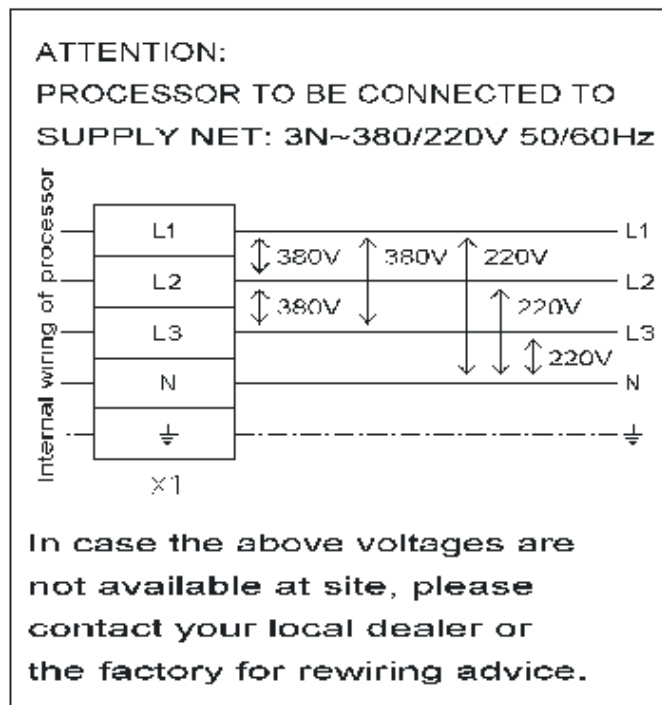 ATTENTION:
PROCESSOR TO BE CONNECTED TO
SUPPLY NET: 3N~380/220V 50/60Hz
Internal wiring of processor
L1 380V 380V 220V L1
L2 380V 220V L2
L3 220V L3
N N
X1
In case the above voltages are
not available at site, please
contact your local dealer or
the factory for rewiring advice.